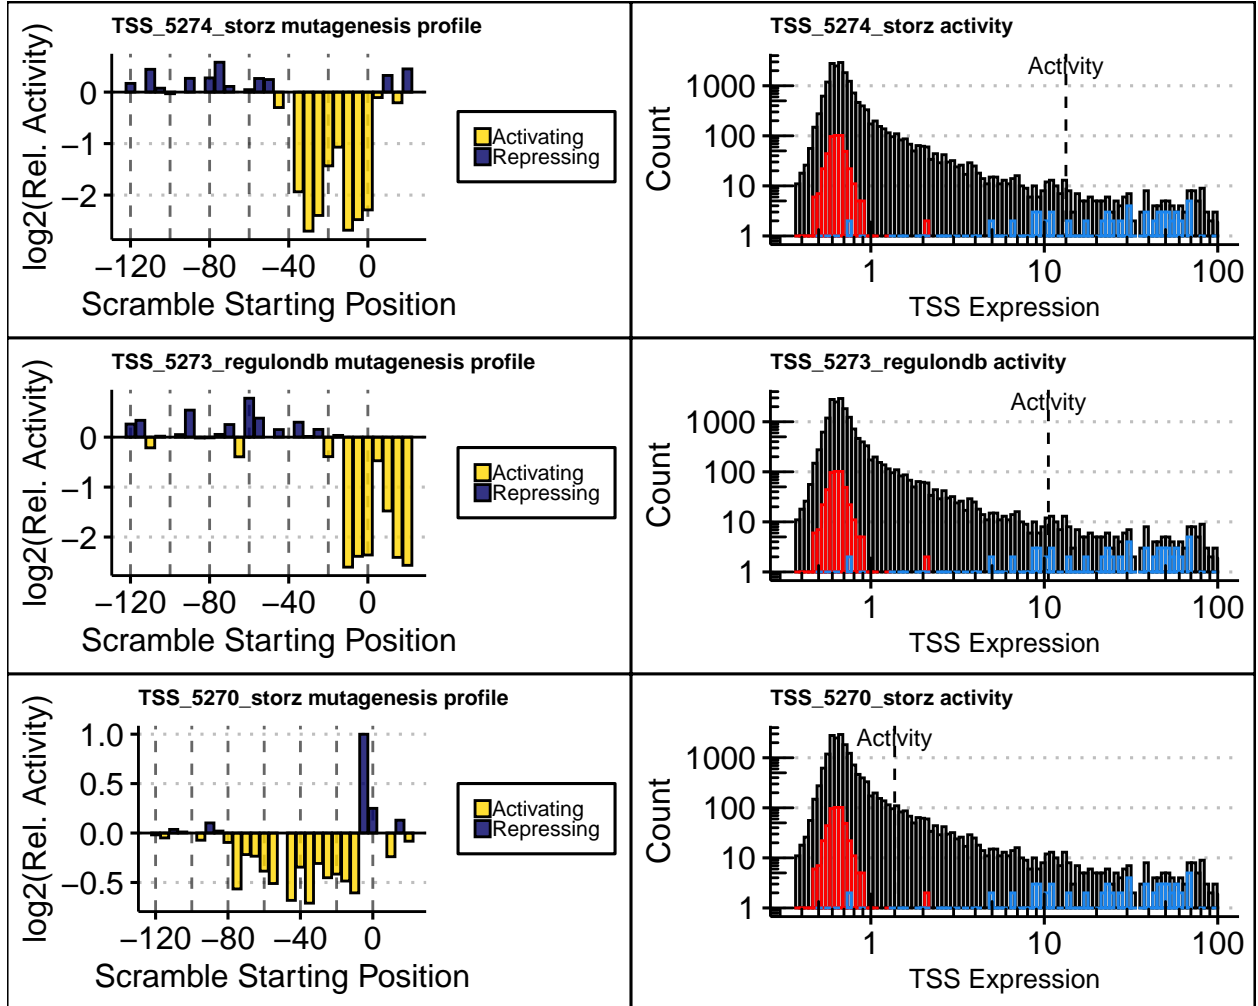 TSS_5274_storz mutagenesis profile
log2(Rel. Activity)
0
−1
−2
−120 −80 −40 0
Scramble Starting Position
Activating
Repressing
TSS_5274_storz activity
Activity
Count
1000
100
10
1
1 10 100
TSS Expression
TSS_5273_regulondb mutagenesis profile
log2(Rel. Activity)
0
−1
−2
−120 −80 −40 0
Scramble Starting Position
Activating
Repressing
TSS_5273_regulondb activity
Activity
Count
1000
100
10
1
1 10 100
TSS Expression
TSS_5270_storz mutagenesis profile
log2(Rel. Activity)
1.0
0.5
0.0
−0.5
−120 −80 −40 0
Scramble Starting Position
Activating
Repressing
TSS_5270_storz activity
Activity
Count
1000
100
10
1
1 10 100
TSS Expression